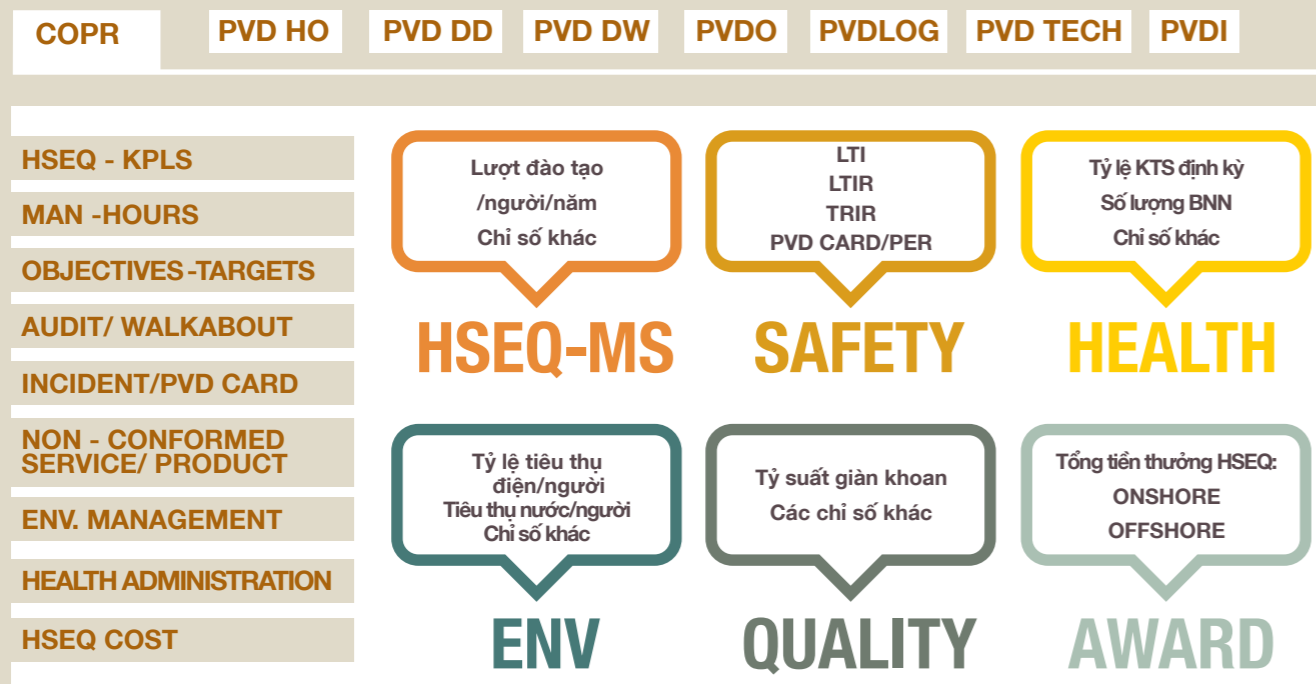 COPR
PVD HO
PVD DD
PVD DW
PVDO
PVDLOG
PVD TECH
PVDI
HSEQ - KPLS
MAN -HOURS
OBJECTIVES -TARGETS
AUDIT/ WALKABOUT
INCIDENT/PVD CARD
NON - CONFORMED
SERVICE/ PRODUCT
ENV. MANAGEMENT
HEALTH ADMINISTRATION
HSEQ COST
Lượt đào tạo
/người/năm
Chỉ số khác
HSEQ-MS
LTI
LTIR
TRIR
PVD CARD/PER
SAFETY
Tỷ lệ KTS định kỳ
Số lượng BNN
Chỉ số khác
HEALTH
Tỷ lệ tiêu thụ
điện/người
Tiêu thụ nước/người
Chỉ số khác
ENV
Tỷ suất giàn khoan
Các chỉ số khác
QUALITY
Tổng tiền thưởng HSEQ:
ONSHORE
OFFSHORE
AWARD